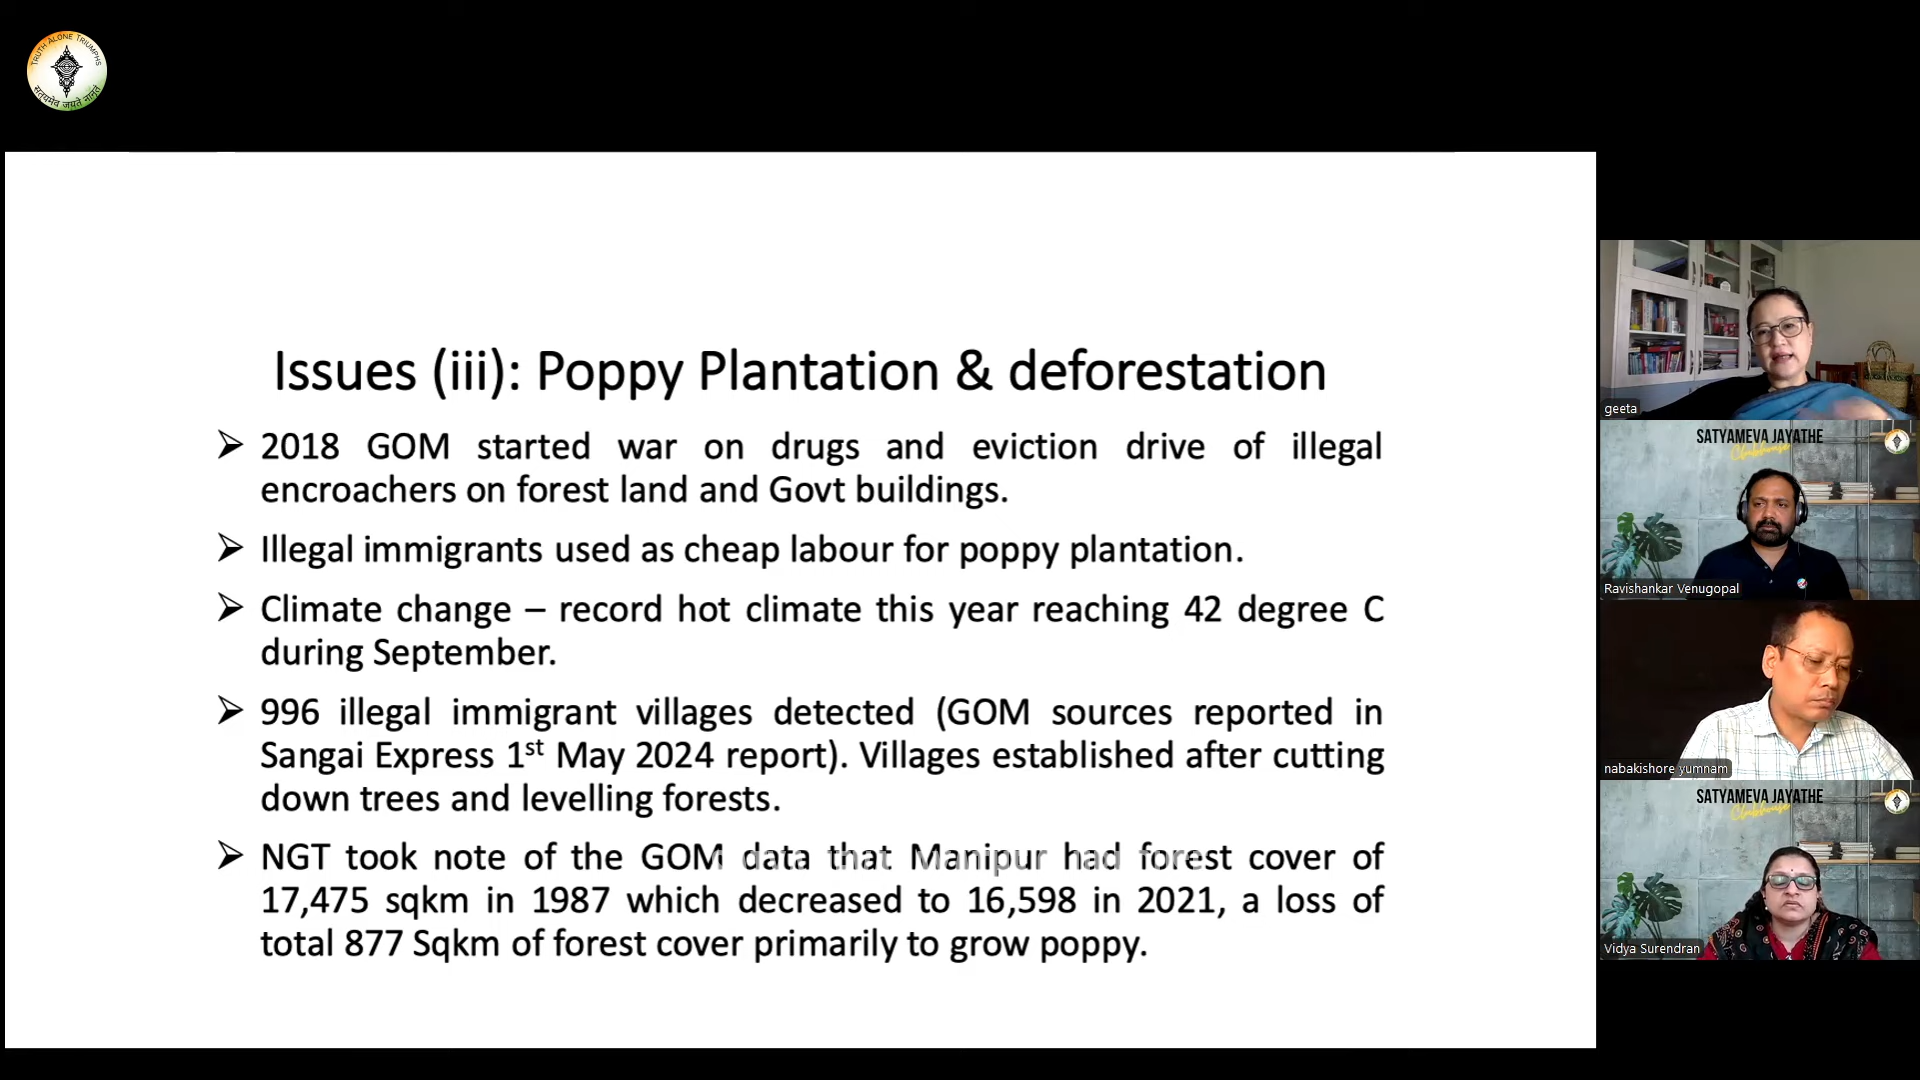 TRUTH ALONE TRIUMPHS
सत्यमेव जयते नानृतं
Issues (iii): Poppy Plantation & deforestation
➢ 2018 GOM started war on drugs and eviction drive of illegal
encroachers on forest land and Govt buildings.
➢ Illegal immigrants used as cheap labour for poppy plantation.
➢ Climate change – record hot climate this year reaching 42 degree C
during September.
➢ 996 illegal immigrant villages detected (GOM sources reported in
Sangai Express 1st May 2024 report). Villages established after cutting
down trees and levelling forests.
➢ NGT took note of the GOM data that Manipur had forest cover of
17,475 sqkm in 1987 which decreased to 16,598 in 2021, a loss of
total 877 Sqkm of forest cover primarily to grow poppy.
geeta
SATYAMEVA JAYATHE
Clubhouse
Ravishankar Venugopal
nabakishore yumnam
SATYAMEVA JAYATHE
Clubhouse
Vidya Surendran